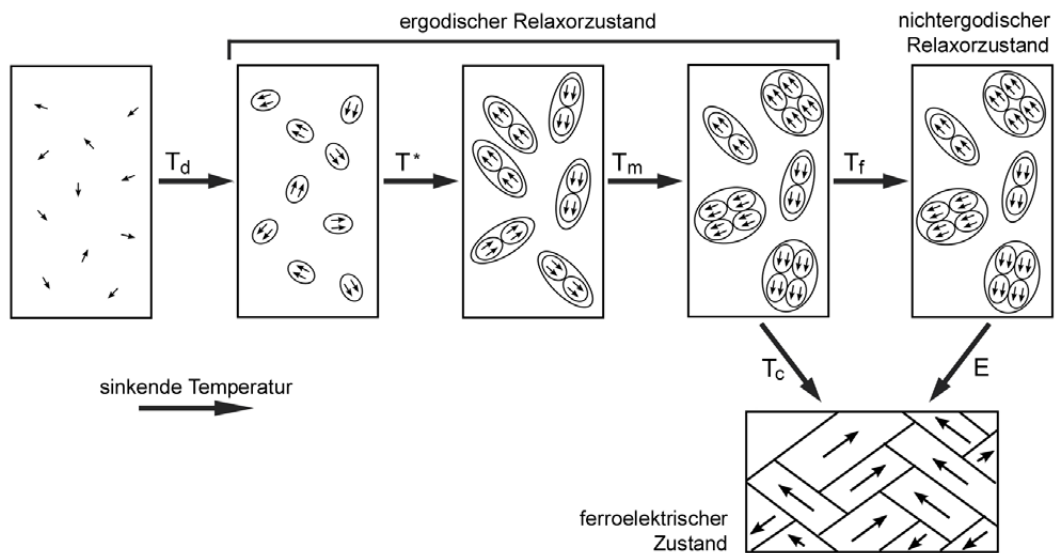 ergodischer Relaxorzustand
nichtergodischer
Relaxorzustand
T_d
T*
T_m
T_f
T_c
E
sinkende Temperatur
ferroelektrischer
Zustand